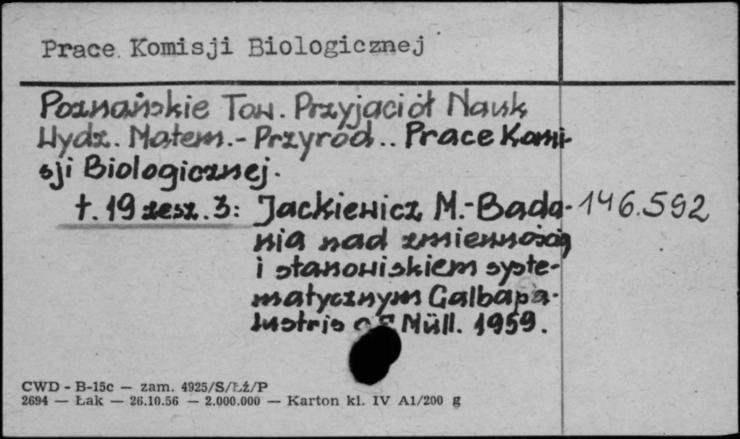 Prace Komisji Biologicznej
Poznańskie Tow. Przyjaciół Nauk
Wydz. Matem.-Przyrod.. Prace Komi-
sji Biologicznej.
t. 19 zesz. 3: Jackiewicz M.-Bada- 146.592
nia nad zmiennością
i stanowiskiem syste-
matycznym Galbapa-
lustris O F Müll. 1959.
CWD - B-15c — zam. 4925/S/Łź/P
2694 — Łak — 26.10.56 — 2.000.000 — Karton kl. IV A1/200 g